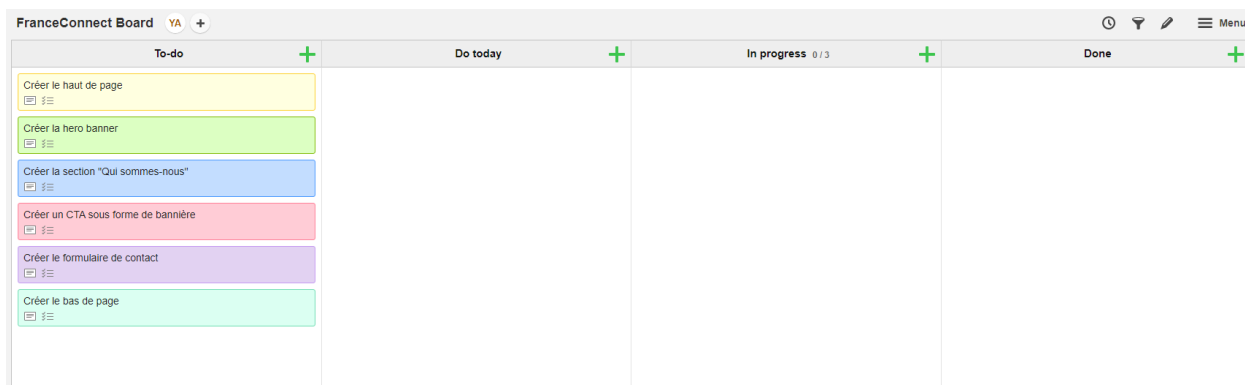 FranceConnect Board YA +
Menu
To-do
Do today
In progress 0 / 3
Done
Créer le haut de page
Créer la hero banner
Créer la section "Qui sommes-nous"
Créer un CTA sous forme de bannière
Créer le formulaire de contact
Créer le bas de page